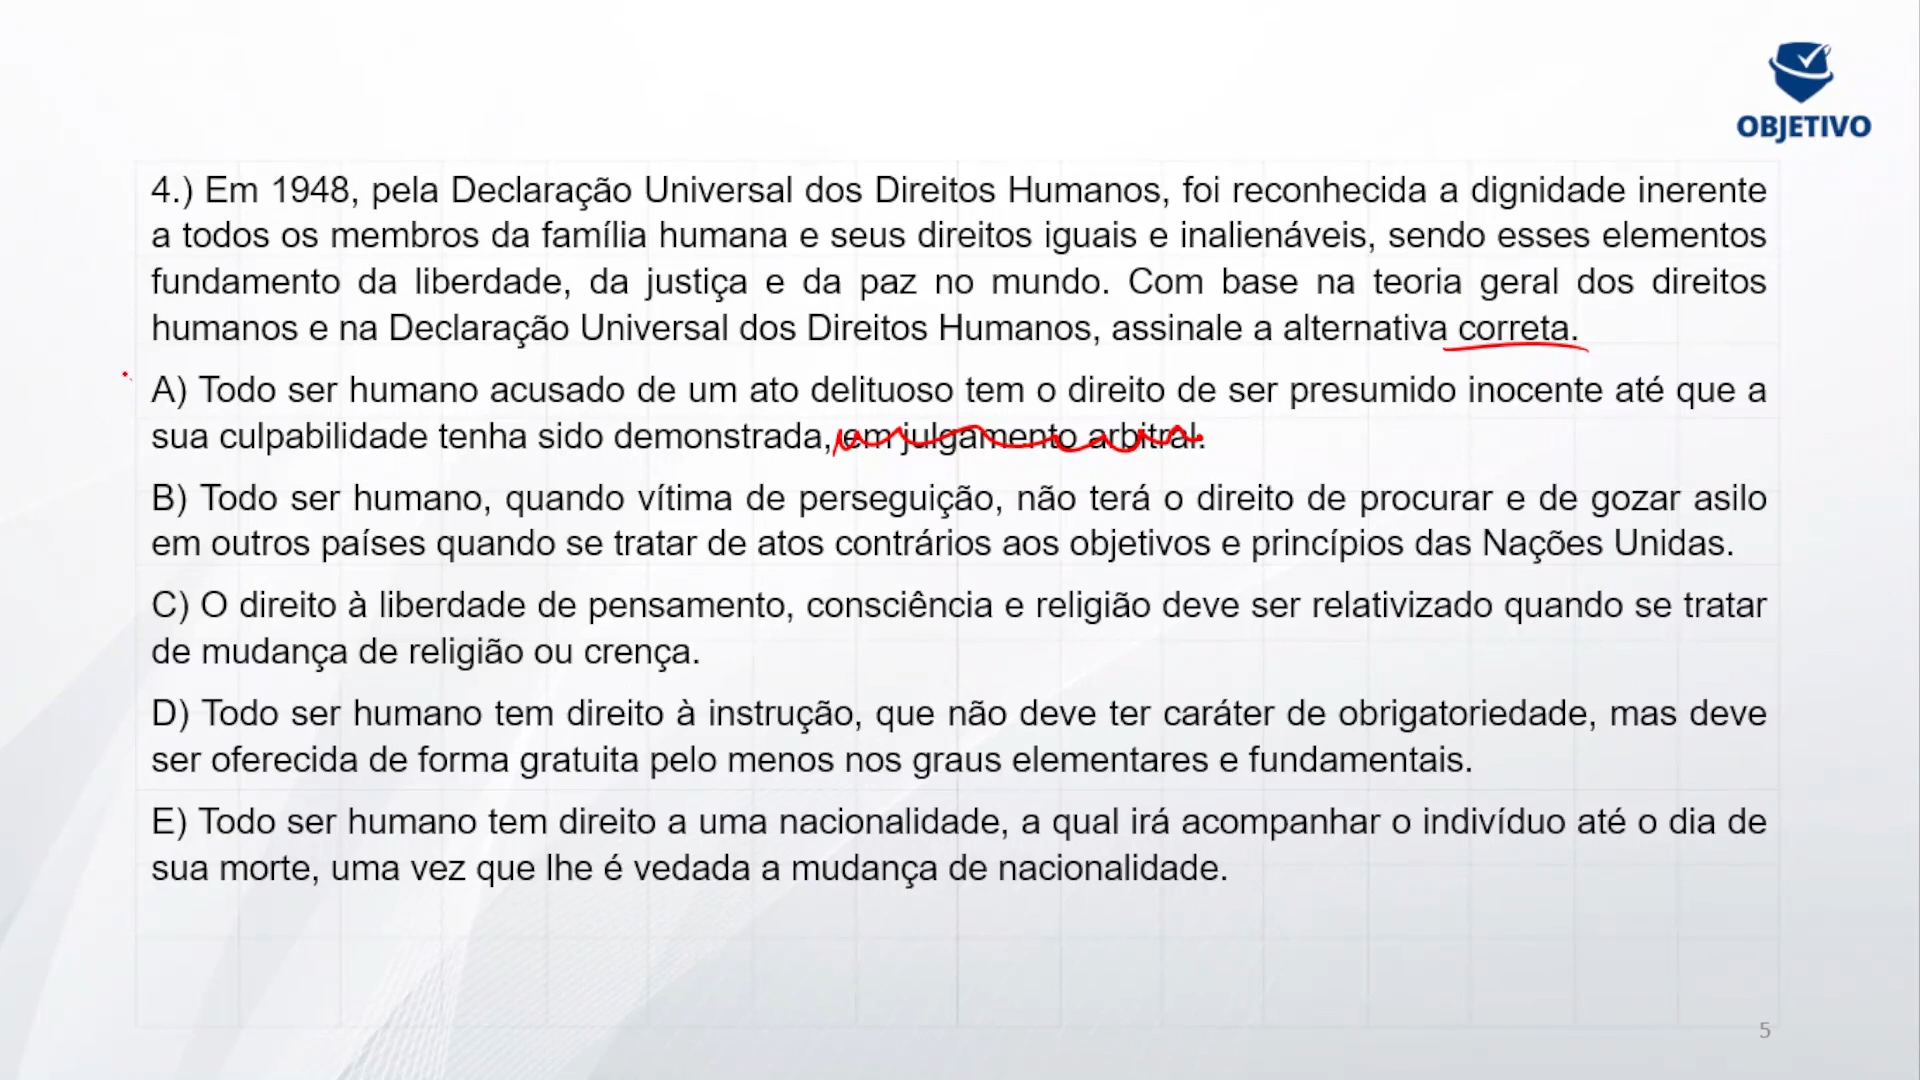 OBJETIVO
4.) Em 1948, pela Declaração Universal dos Direitos Humanos, foi reconhecida a dignidade inerente
a todos os membros da família humana e seus direitos iguais e inalienáveis, sendo esses elementos
fundamento da liberdade, da justiça e da paz no mundo. Com base na teoria geral dos direitos
humanos e na Declaração Universal dos Direitos Humanos, assinale a alternativa correta.
A) Todo ser humano acusado de um ato delituoso tem o direito de ser presumido inocente até que a
sua culpabilidade tenha sido demonstrada, em julgamento arbitral.
B) Todo ser humano, quando vítima de perseguição, não terá o direito de procurar e de gozar asilo
em outros países quando se tratar de atos contrários aos objetivos e princípios das Nações Unidas.
C) O direito à liberdade de pensamento, consciência e religião deve ser relativizado quando se tratar
de mudança de religião ou crença.
D) Todo ser humano tem direito à instrução, que não deve ter caráter de obrigatoriedade, mas deve
ser oferecida de forma gratuita pelo menos nos graus elementares e fundamentais.
E) Todo ser humano tem direito a uma nacionalidade, a qual irá acompanhar o indivíduo até o dia de
sua morte, uma vez que lhe é vedada a mudança de nacionalidade.
5